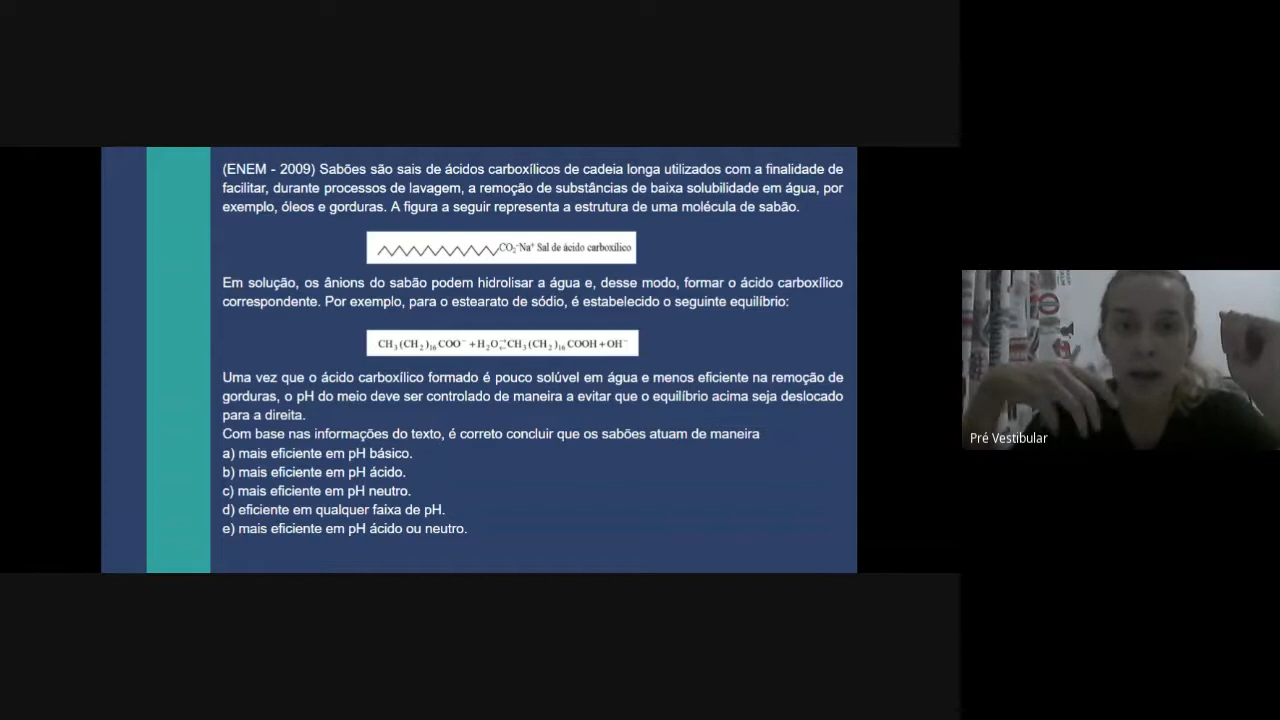 (ENEM - 2009) Sabões são sais de ácidos carboxílicos de cadeia longa utilizados com a finalidade de
facilitar, durante processos de lavagem, a remoção de substâncias de baixa solubilidade em água, por
exemplo, óleos e gorduras. A figura a seguir representa a estrutura de uma molécula de sabão.
CO₂⁻Na⁺ Sal de ácido carboxílico
Em solução, os ânions do sabão podem hidrolisar a água e, desse modo, formar o ácido carboxílico
correspondente. Por exemplo, para o estearato de sódio, é estabelecido o seguinte equilíbrio:
CH₃(CH₂)₁₆COO⁻ + H₂O ⇄ CH₃(CH₂)₁₆COOH + OH⁻
Uma vez que o ácido carboxílico formado é pouco solúvel em água e menos eficiente na remoção de
gorduras, o pH do meio deve ser controlado de maneira a evitar que o equilíbrio acima seja deslocado
para a direita.
Com base nas informações do texto, é correto concluir que os sabões atuam de maneira
a) mais eficiente em pH básico.
b) mais eficiente em pH ácido.
c) mais eficiente em pH neutro.
d) eficiente em qualquer faixa de pH.
e) mais eficiente em pH ácido ou neutro.
Pré Vestibular